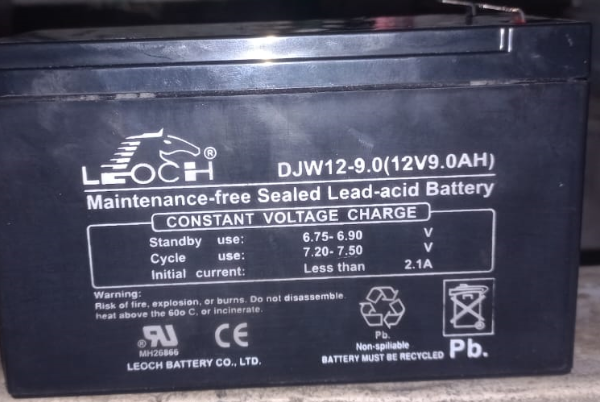 LEOCH®
DJW12-9.0(12V9.0AH)
Maintenance-free Sealed Lead-acid Battery
CONSTANT VOLTAGE CHARGE
Standby use: 6.75- 6.90 V
Cycle use: 7.20- 7.50 V
Initial current: Less than 2.1A
Warning:
Risk of fire, explosion, or burns. Do not disassemble.
heat above the 60o C, or incinerate.
MH26866
CE
LEOCH BATTERY CO., LTD.
Pb.
Non-spillable
BATTERY MUST BE RECYCLED
Pb.